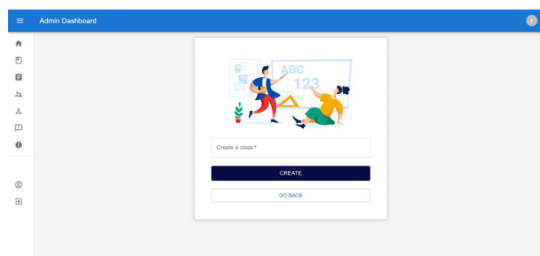 Admin Dashboard
ABC
123
Create a class *
CREATE
GO BACK